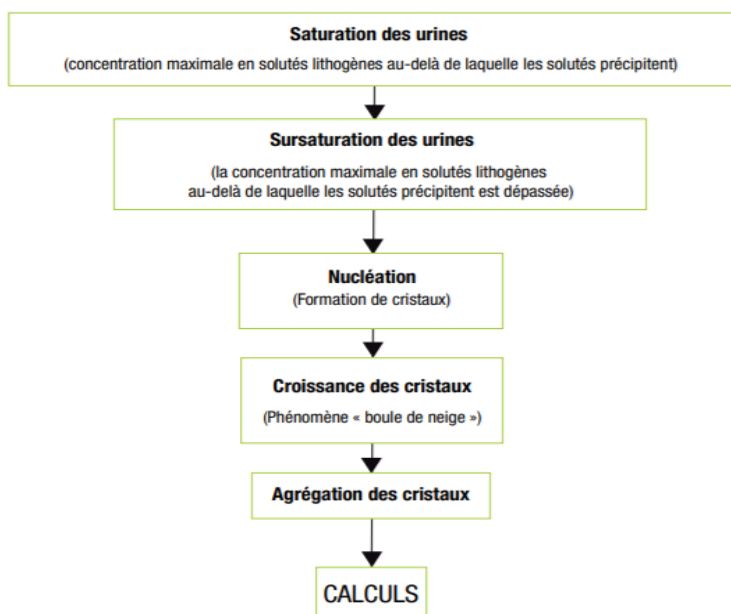 Saturation des urines
(concentration maximale en solutés lithogènes au-delà de laquelle les solutés précipitent)
Sursaturation des urines
(la concentration maximale en solutés lithogènes
au-delà de laquelle les solutés précipitent est dépassée)
Nucléation
(Formation de cristaux)
Croissance des cristaux
(Phénomène « boule de neige »)
Agrégation des cristaux
CALCULS